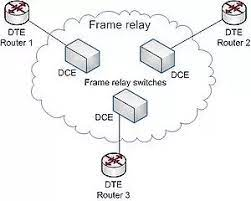 Frame relay
DTE
Router 1
DTE
Router 2
DCE
DCE
Frame relay switches
DCE
DTE
Router 3